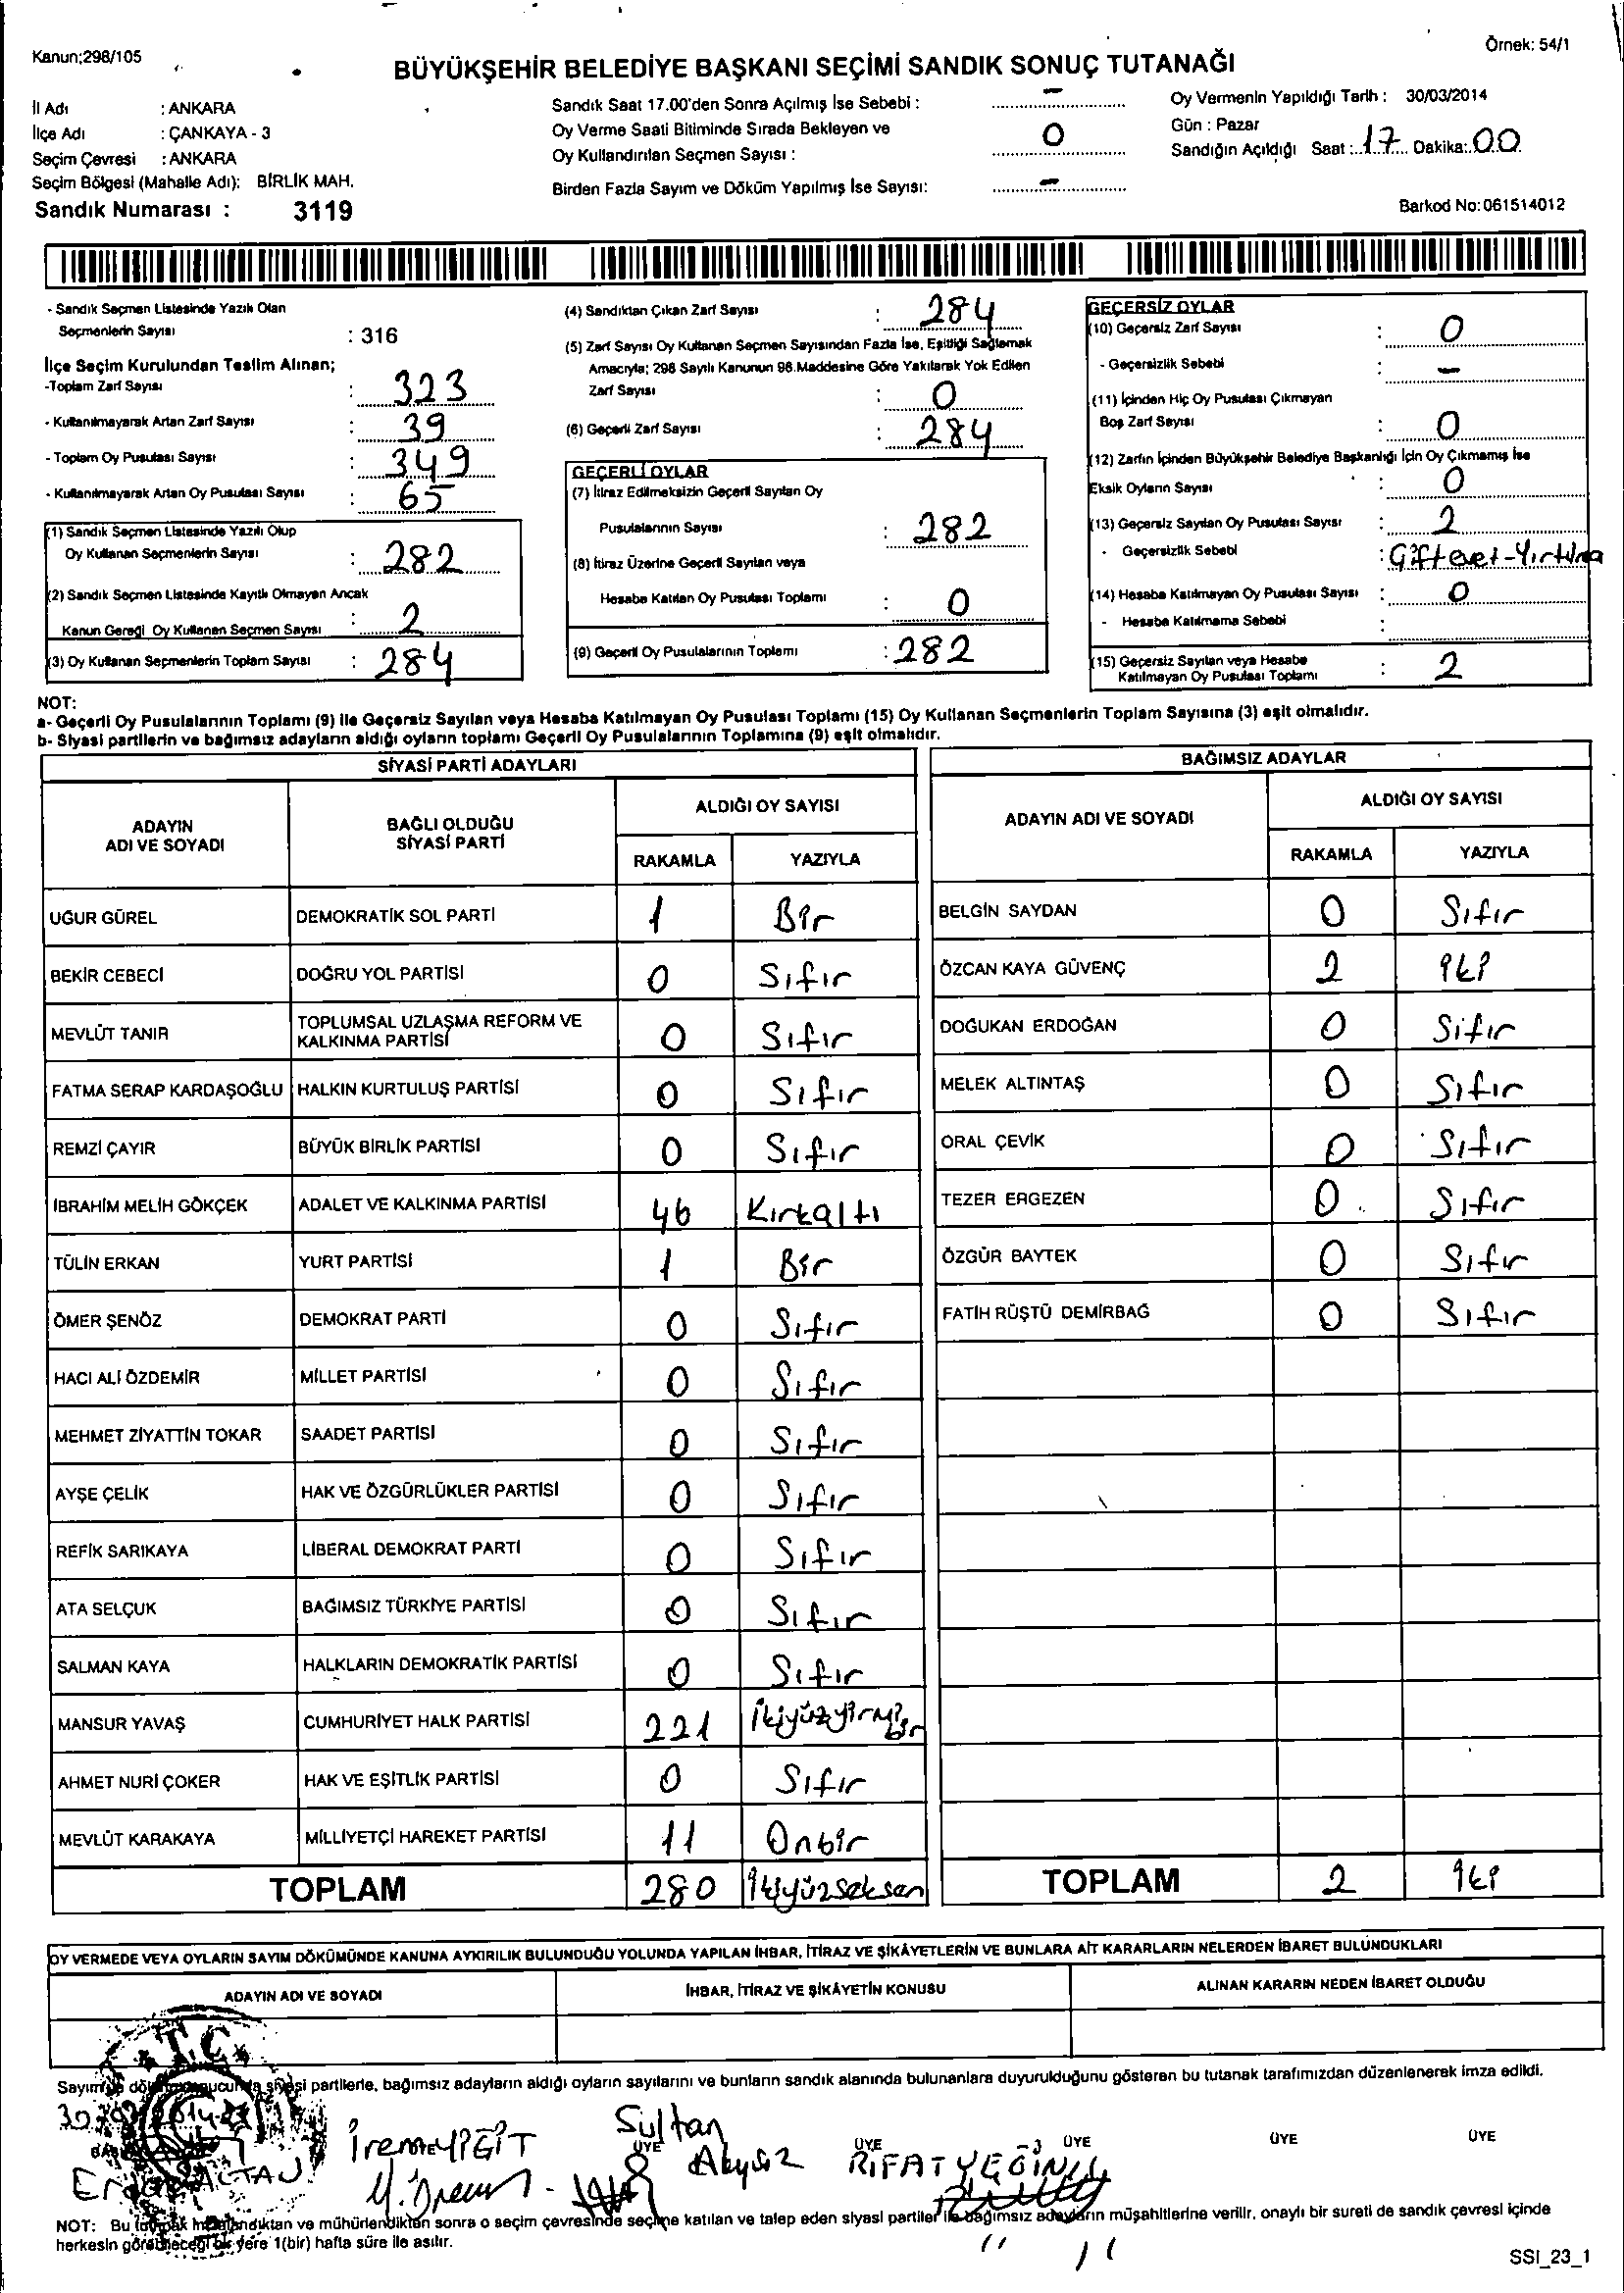 Kanun;298/105
Örnek: 54/1
BÜYÜKŞEHİR BELEDİYE BAŞKANI SEÇİMİ SANDIK SONUÇ TUTANAĞI
İl Adı : ANKARA
İlçe Adı : ÇANKAYA - 3
Seçim Çevresi : ANKARA
Seçim Bölgesi (Mahalle Adı): BİRLİK MAH.
Sandık Numarası : 3119
Sandık Saat 17.00'den Sonra Açılmış İse Sebebi : –
Oy Verme Saati Bitiminde Sırada Bekleyen ve
Oy Kullandırılan Seçmen Sayısı : 0
Birden Fazla Sayım ve Döküm Yapılmış İse Sayısı: –
Oy Vermenin Yapıldığı Tarih : 30/03/2014
Gün : Pazar
Sandığın Açıldığı Saat : 17 Dakika: 00
Barkod No:061514012
- Sandık Seçmen Listesinde Yazılı Olan
Seçmenlerin Sayısı : 316
İlçe Seçim Kurulundan Teslim Alınan;
-Toplam Zarf Sayısı : 323
- Kullanılmayarak Artan Zarf Sayısı : 39
- Toplam Oy Pusulası Sayısı : 349
- Kullanılmayarak Artan Oy Pusulası Sayısı : 65
(1) Sandık Seçmen Listesinde Yazılı Olup
Oy Kullanan Seçmenlerin Sayısı : 282
(2) Sandık Seçmen Listesinde Kayıtlı Olmayan Ancak
Kanun Gereği Oy Kullanan Seçmen Sayısı : 2
(3) Oy Kullanan Seçmenlerin Toplam Sayısı : 284
(4) Sandıktan Çıkan Zarf Sayısı : 284
(5) Zarf Sayısı Oy Kullanan Seçmen Sayısından Fazla İse, Eşitliği Sağlamak
Amacıyla; 298 Sayılı Kanunun 98.Maddesine Göre Yakılarak Yok Edilen
Zarf Sayısı : 0
(6) Geçerli Zarf Sayısı : 284
GEÇERLİ OYLAR
(7) İtiraz Edilmeksizin Geçerli Sayılan Oy
Pusulalarının Sayısı : 282
(8) İtiraz Üzerine Geçerli Sayılan veya
Hesaba Katılan Oy Pusulası Toplamı : 0
(9) Geçerli Oy Pusulalarının Toplamı : 282
GEÇERSİZ OYLAR
(10) Geçersiz Zarf Sayısı : 0
- Geçersizlik Sebebi : –
(11) İçinden Hiç Oy Pusulası Çıkmayan
Boş Zarf Sayısı : 0
(12) Zarfın İçinden Büyükşehir Belediye Başkanlığı İçin Oy Çıkmamış İse
Eksik Oyların Sayısı : 0
(13) Geçersiz Sayılan Oy Pusulası Sayısı : 2
- Geçersizlik Sebebi : Çift evet-Yırtılma
(14) Hesaba Katılmayan Oy Pusulası Sayısı : 0
- Hesaba Katılmama Sebebi :
(15) Geçersiz Sayılan veya Hesaba
Katılmayan Oy Pusulası Toplamı : 2
NOT:
a- Geçerli Oy Pusulalarının Toplamı (9) ile Geçersiz Sayılan veya Hesaba Katılmayan Oy Pusulası Toplamı (15) Oy Kullanan Seçmenlerin Toplam Sayısına (3) eşit olmalıdır.
b- Siyasi partilerin ve bağımsız adayların aldığı oyların toplamı Geçerli Oy Pusulalarının Toplamına (9) eşit olmalıdır.
SİYASİ PARTİ ADAYLARI
ADAYIN ADI VE SOYADI BAĞLI OLDUĞU SİYASİ PARTİ ALDIĞI OY SAYISI
RAKAMLA YAZIYLA
UĞUR GÜREL DEMOKRATİK SOL PARTİ 1 Bir
BEKİR CEBECİ DOĞRU YOL PARTİSİ 0 Sıfır
MEVLÜT TANIR TOPLUMSAL UZLAŞMA REFORM VE KALKINMA PARTİSİ 0 Sıfır
FATMA SERAP KARDAŞOĞLU HALKIN KURTULUŞ PARTİSİ 0 Sıfır
REMZİ ÇAYIR BÜYÜK BİRLİK PARTİSİ 0 Sıfır
İBRAHİM MELİH GÖKÇEK ADALET VE KALKINMA PARTİSİ 46 Kırkaltı
TÜLİN ERKAN YURT PARTİSİ 1 Bir
ÖMER ŞENÖZ DEMOKRAT PARTİ 0 Sıfır
HACI ALİ ÖZDEMİR MİLLET PARTİSİ 0 Sıfır
MEHMET ZİYATTİN TOKAR SAADET PARTİSİ 0 Sıfır
AYŞE ÇELİK HAK VE ÖZGÜRLÜKLER PARTİSİ 0 Sıfır
REFİK SARIKAYA LİBERAL DEMOKRAT PARTİ 0 Sıfır
ATA SELÇUK BAĞIMSIZ TÜRKİYE PARTİSİ 0 Sıfır
SALMAN KAYA HALKLARIN DEMOKRATİK PARTİSİ 0 Sıfır
MANSUR YAVAŞ CUMHURİYET HALK PARTİSİ 221 İkiyüzyirmibir
AHMET NURİ ÇOKER HAK VE EŞİTLİK PARTİSİ 0 Sıfır
MEVLÜT KARAKAYA MİLLİYETÇİ HAREKET PARTİSİ 11 Onbir
TOPLAM 280 İkiyüzseksen
BAĞIMSIZ ADAYLAR
ADAYIN ADI VE SOYADI ALDIĞI OY SAYISI
RAKAMLA YAZIYLA
BELGİN SAYDAN 0 Sıfır
ÖZCAN KAYA GÜVENÇ 2 İki
DOĞUKAN ERDOĞAN 0 Sıfır
MELEK ALTINTAŞ 0 Sıfır
ORAL ÇEVİK 0 Sıfır
TEZER ERGEZEN 0 Sıfır
ÖZGÜR BAYTEK 0 Sıfır
FATİH RÜŞTÜ DEMİRBAĞ 0 Sıfır
TOPLAM 2 İki
OY VERMEDE VEYA OYLARIN SAYIM DÖKÜMÜNDE KANUNA AYKIRILIK BULUNDUĞU YOLUNDA YAPILAN İHBAR, İTİRAZ VE ŞİKÂYETLERİN VE BUNLARA AİT KARARLARIN NELERDEN İBARET BULUNDUKLARI
ADAYIN ADI VE SOYADI İHBAR, İTİRAZ VE ŞİKÂYETİN KONUSU ALINAN KARARIN NEDEN İBARET OLDUĞU
T.C.
siyasi partilerle, bağımsız adayların aldığı oyların sayılarını ve bunların sandık alanında bulunanlara duyurulduğunu gösteren bu tutanak tarafımızdan düzenlenerek imza edildi.
İrem YİĞİT Sultan Akyüz RİFAT YEĞİN
ÜYE ÜYE ÜYE ÜYE ÜYE
NOT: Bu tutanak imzalandıktan ve mühürlendikten sonra o seçim çevresinde seçime katılan ve talep eden siyasi partiler ile bağımsız adayların müşahitlerine verilir, onaylı bir sureti de sandık çevresi içinde
herkesin görebileceği bir yere 1(bir) hafta süre ile asılır.
SSI_23_1